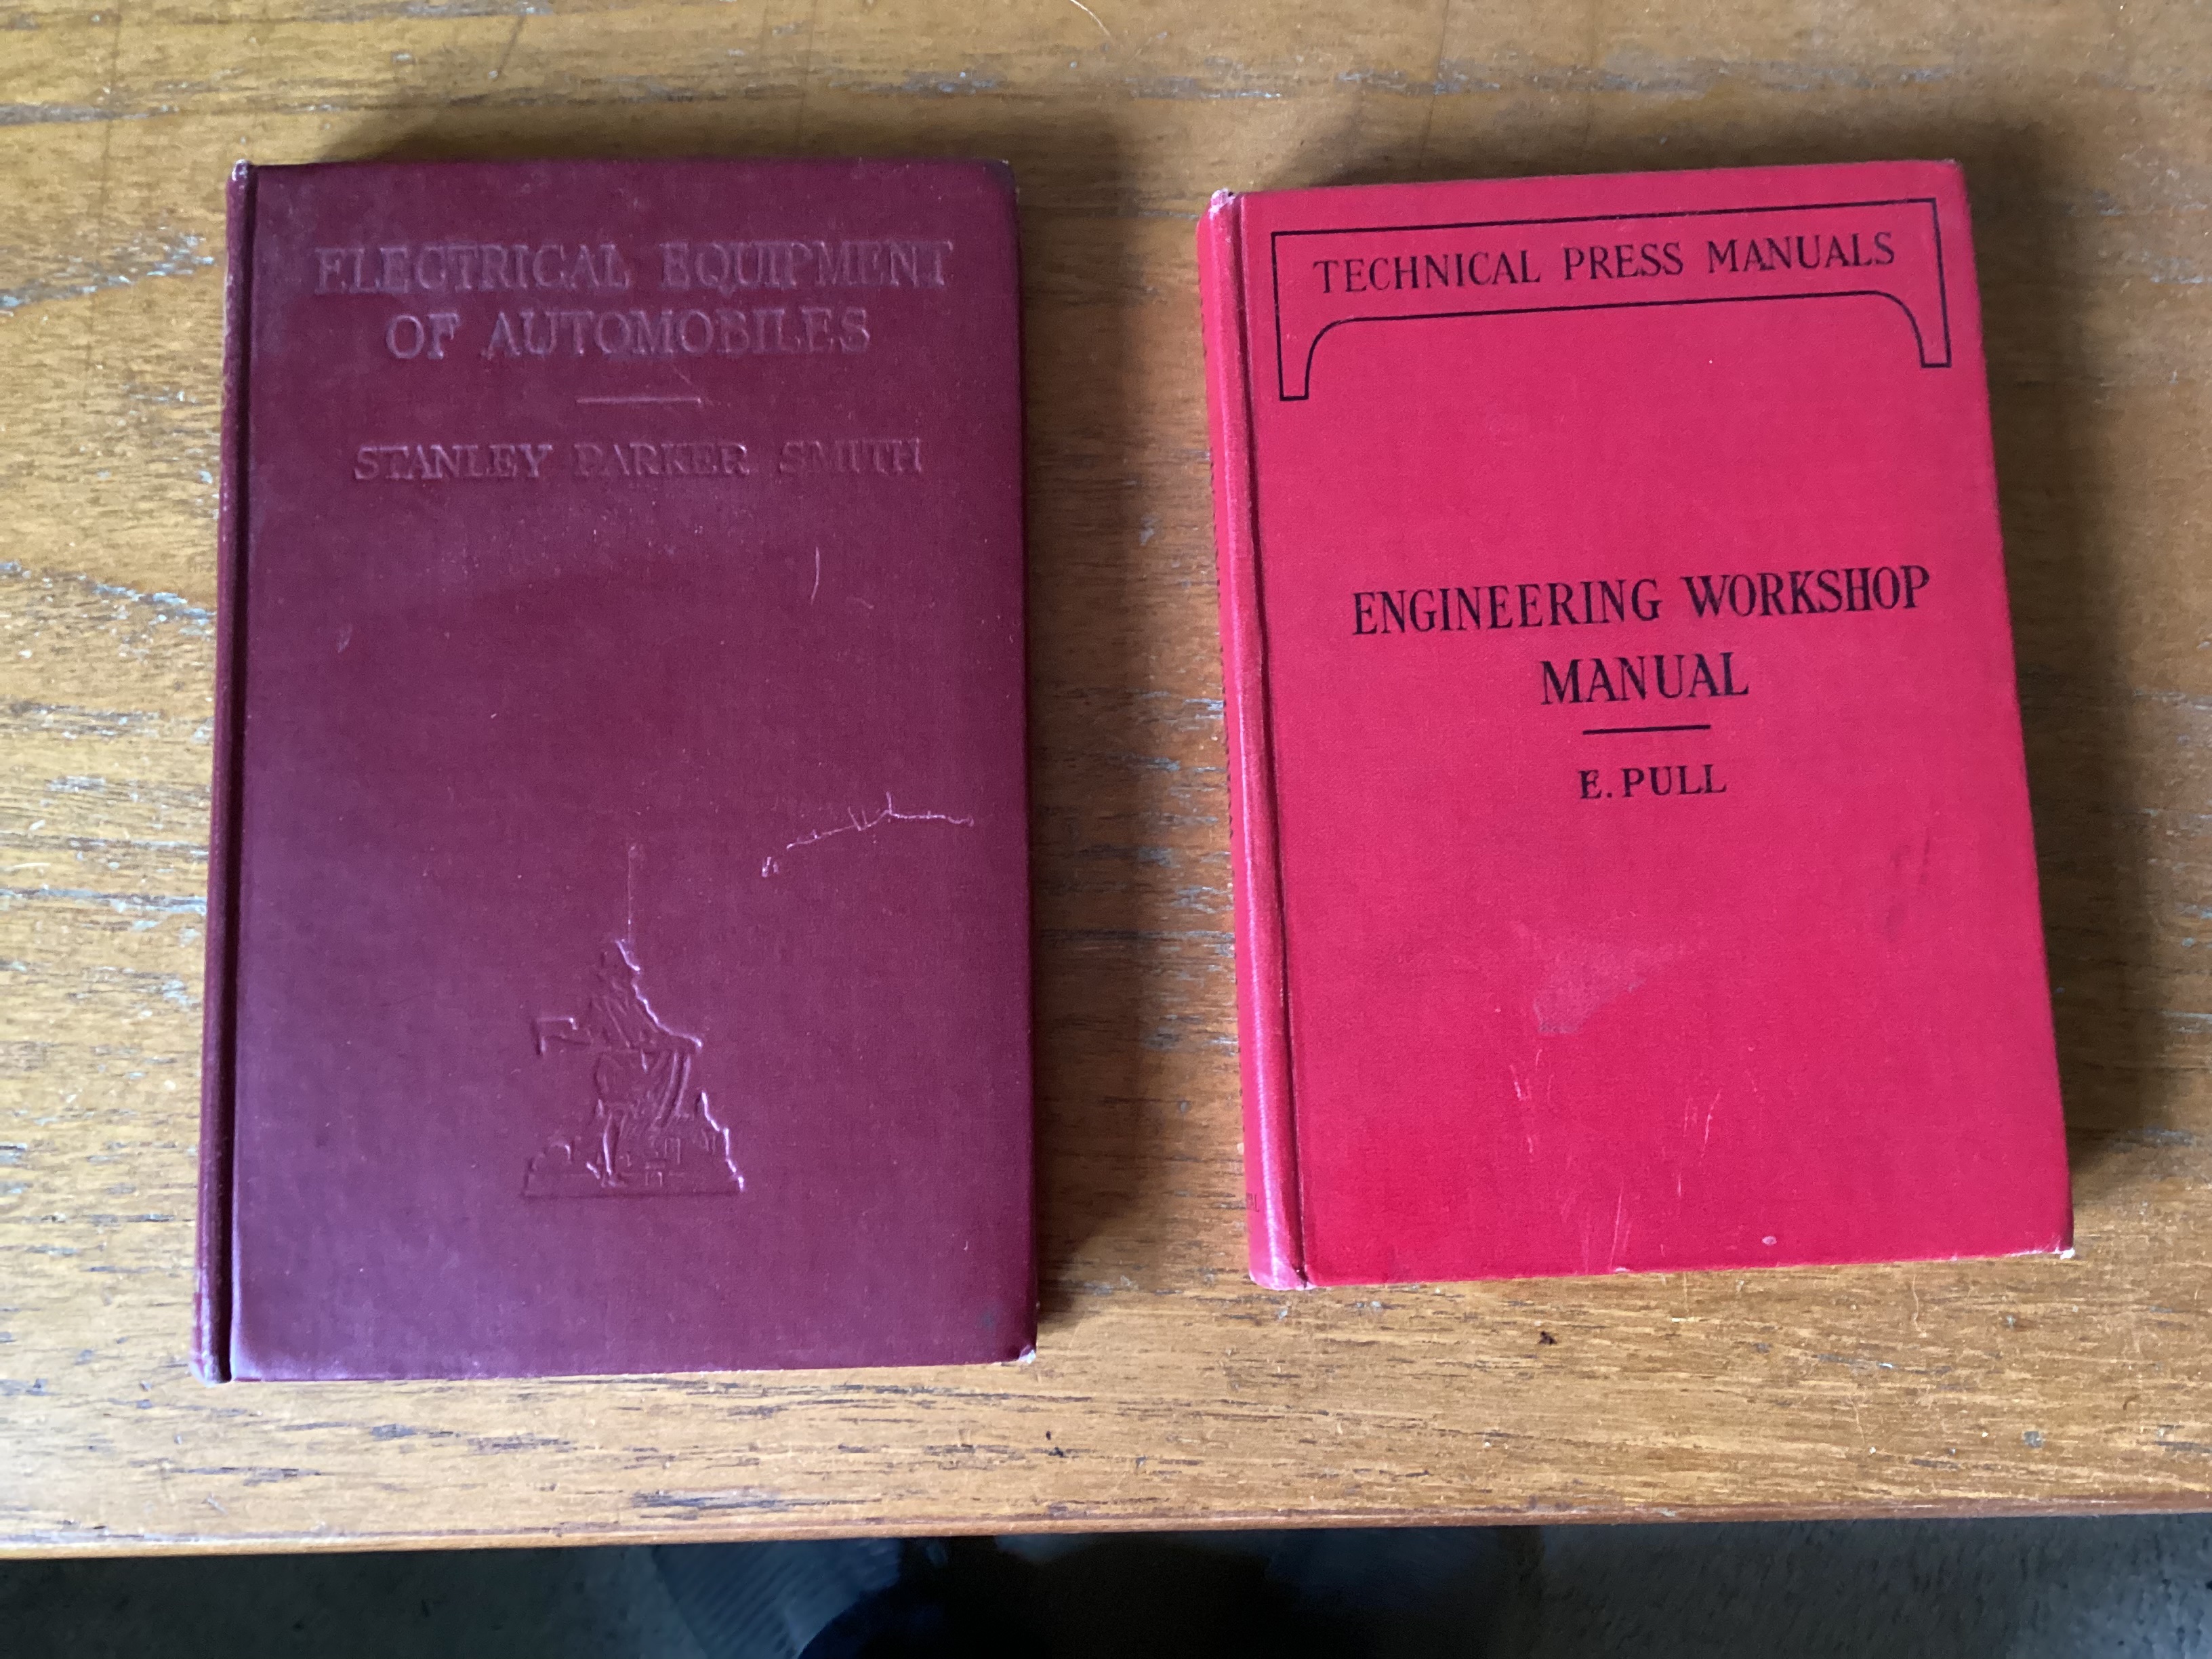 ELECTRICAL EQUIPMENT
OF AUTOMOBILES
STANLEY PARKER SMITH
TECHNICAL PRESS MANUALS
ENGINEERING WORKSHOP
MANUAL
E. PULL